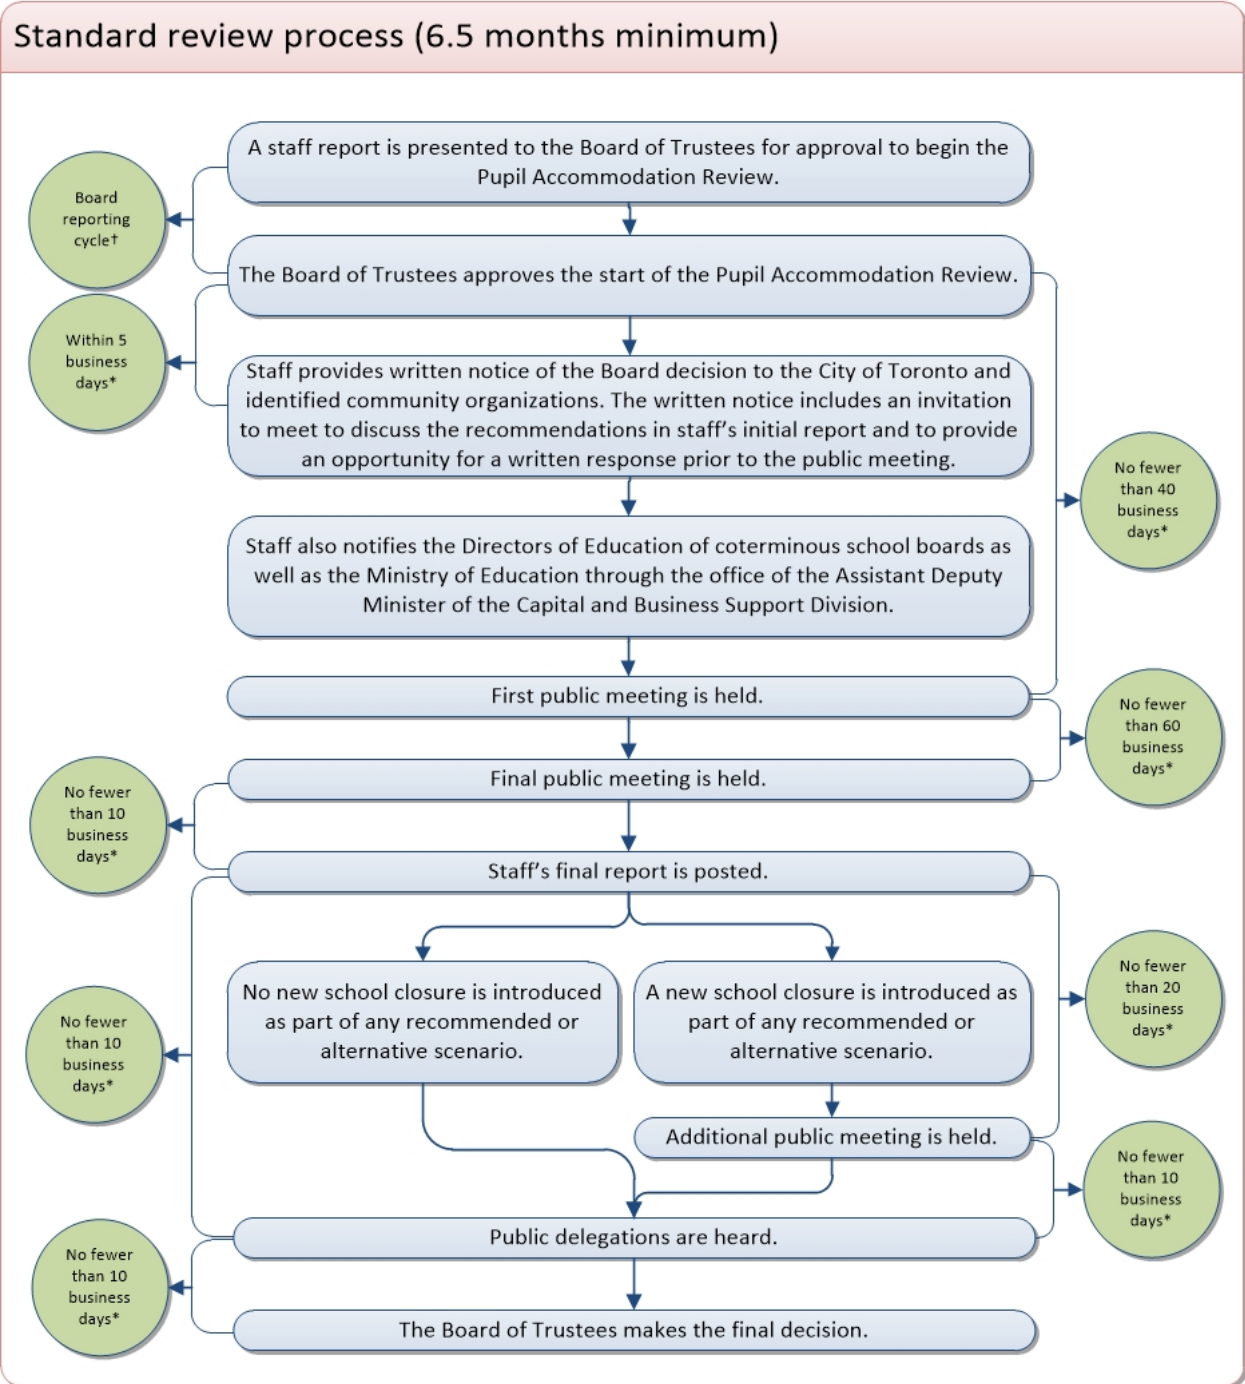 Standard review process (6.5 months minimum)
A staff report is presented to the Board of Trustees for approval to begin the
Pupil Accommodation Review.
Board
reporting
cycle†
The Board of Trustees approves the start of the Pupil Accommodation Review.
Within 5
business
days*
Staff provides written notice of the Board decision to the City of Toronto and
identified community organizations. The written notice includes an invitation
to meet to discuss the recommendations in staff's initial report and to provide
an opportunity for a written response prior to the public meeting.
No fewer
than 40
business
days*
Staff also notifies the Directors of Education of coterminous school boards as
well as the Ministry of Education through the office of the Assistant Deputy
Minister of the Capital and Business Support Division.
First public meeting is held.
No fewer
than 60
business
days*
Final public meeting is held.
No fewer
than 10
business
days*
Staff's final report is posted.
No new school closure is introduced
as part of any recommended or
alternative scenario.
A new school closure is introduced as
part of any recommended or
alternative scenario.
No fewer
than 20
business
days*
No fewer
than 10
business
days*
Additional public meeting is held.
No fewer
than 10
business
days*
Public delegations are heard.
No fewer
than 10
business
days*
The Board of Trustees makes the final decision.